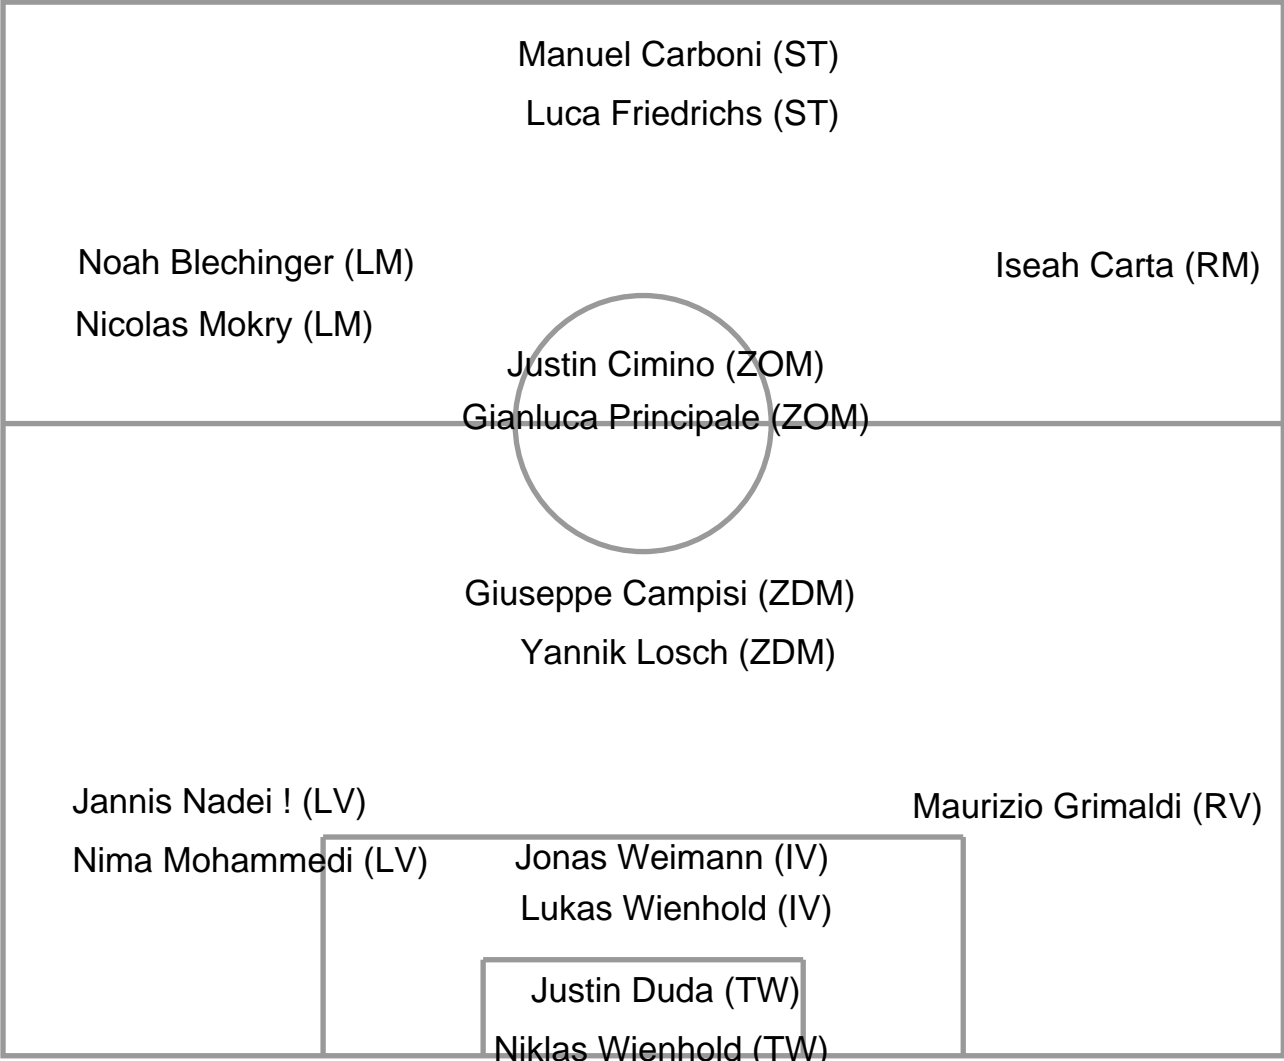 Manuel Carboni (ST)
Luca Friedrichs (ST)
Noah Blechinger (LM)
Iseah Carta (RM)
Nicolas Mokry (LM)
Justin Cimino (ZOM)
Gianluca Principale (ZOM)
Giuseppe Campisi (ZDM)
Yannik Losch (ZDM)
Jannis Nadei ! (LV)
Maurizio Grimaldi (RV)
Nima Mohammedi (LV)
Jonas Weimann (IV)
Lukas Wienhold (IV)
Justin Duda (TW)
Niklas Wienhold (TW)